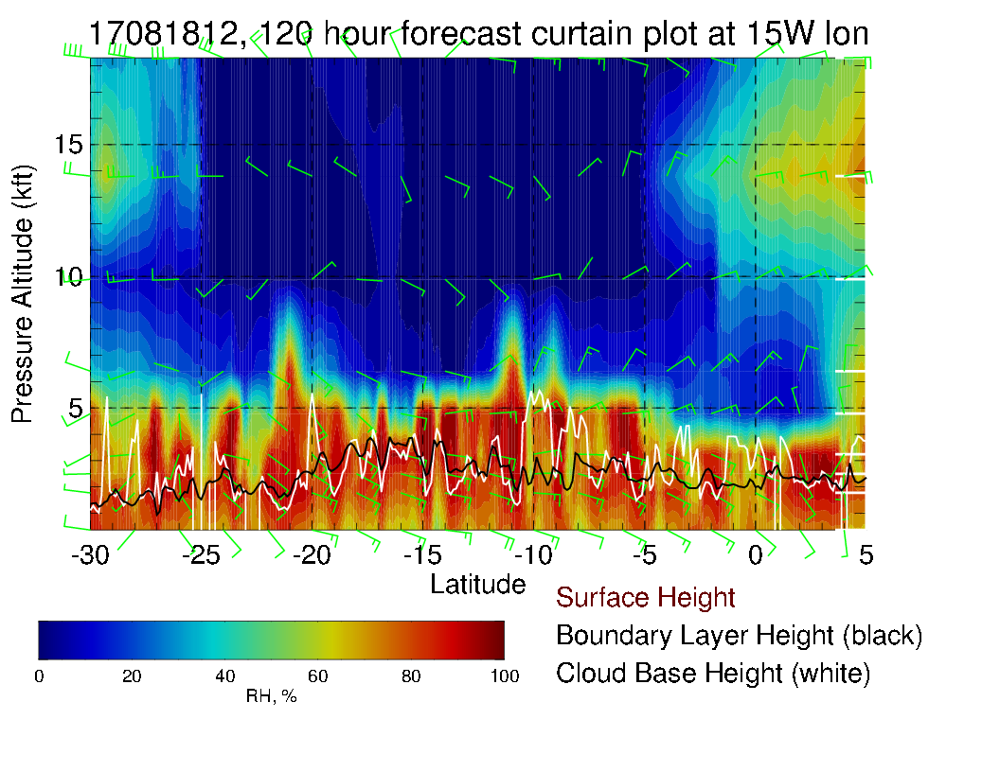 17081812, 120 hour forecast curtain plot at 15W lon
Pressure Altitude (kft)
15
10
5
-30 -25 -20 -15 -10 -5 0 5
Latitude
Surface Height
Boundary Layer Height (black)
Cloud Base Height (white)
0 20 40 60 80 100
RH, %